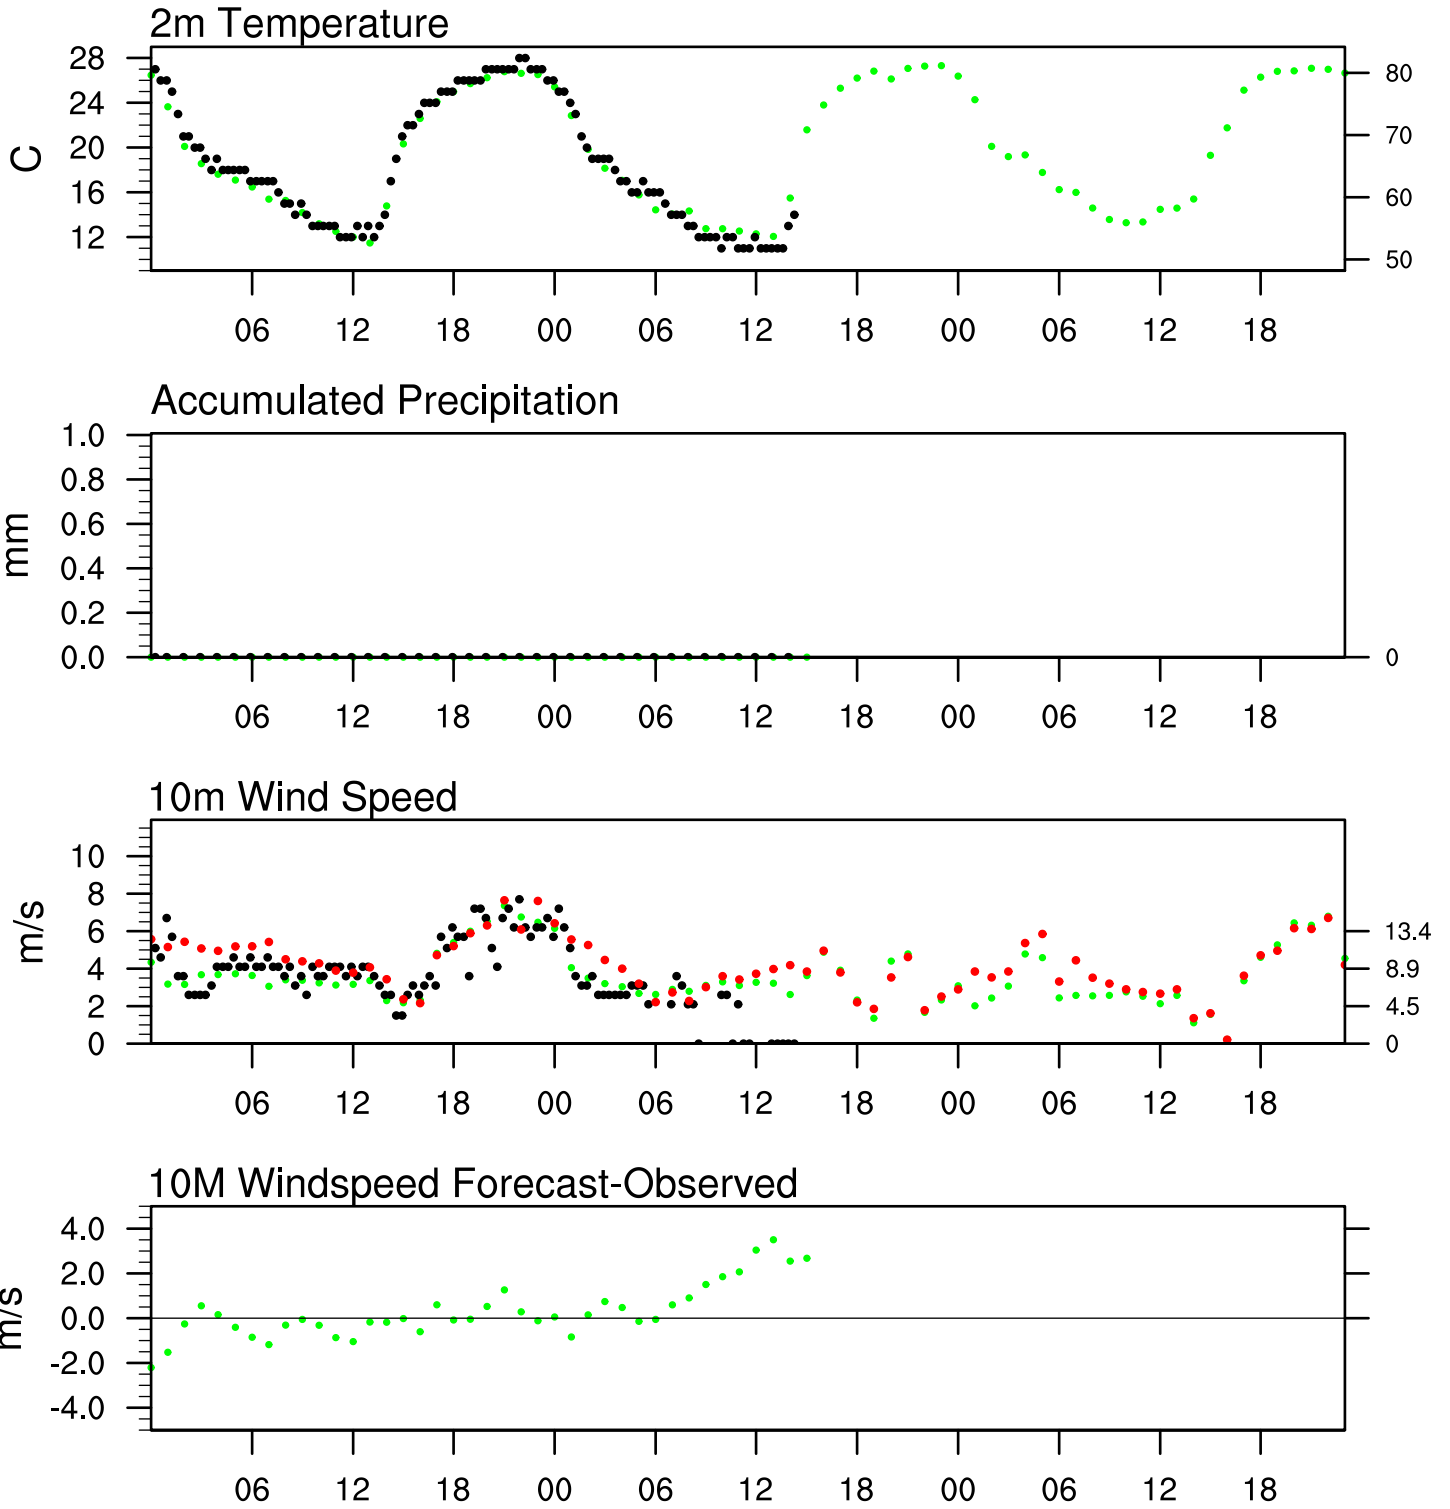 2m Temperature
28
24
20
16
12
C
80
70
60
50
06 12 18 00 06 12 18 00 06 12 18
Accumulated Precipitation
1.0
0.8
0.6
0.4
0.2
0.0
mm
0
06 12 18 00 06 12 18 00 06 12 18
10m Wind Speed
10
8
6
4
2
0
m/s
13.4
8.9
4.5
0
06 12 18 00 06 12 18 00 06 12 18
10M Windspeed Forecast-Observed
4.0
2.0
0.0
-2.0
-4.0
m/s
06 12 18 00 06 12 18 00 06 12 18